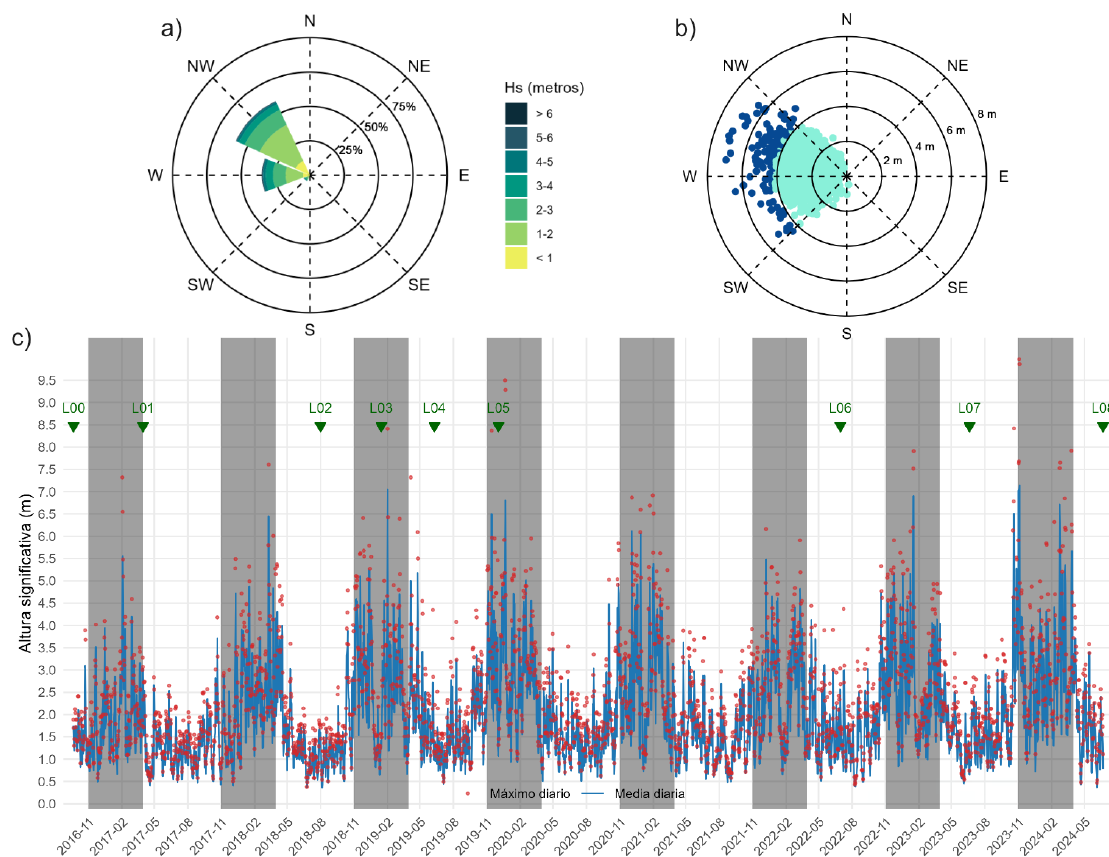 a)
N
NW
NE
75%
50%
25%
W
E
SW
SE
S
Hs (metros)
> 6
5-6
4-5
3-4
2-3
1-2
< 1
b)
N
NW
NE
8 m
6 m
4 m
2 m
W
E
SW
SE
S
c)
Altura significativa (m)
9.5
9.0
8.5
8.0
7.5
7.0
6.5
6.0
5.5
5.0
4.5
4.0
3.5
3.0
2.5
2.0
1.5
1.0
0.5
0.0
L00 L01 L02 L03 L04 L05 L06 L07 L08
Máximo diario Media diaria
2016-11 2017-02 2017-05 2017-08 2017-11 2018-02 2018-05 2018-08 2018-11 2019-02 2019-05 2019-08 2019-11 2020-02 2020-05 2020-08 2020-11 2021-02 2021-05 2021-08 2021-11 2022-02 2022-05 2022-08 2022-11 2023-02 2023-05 2023-08 2023-11 2024-02 2024-05